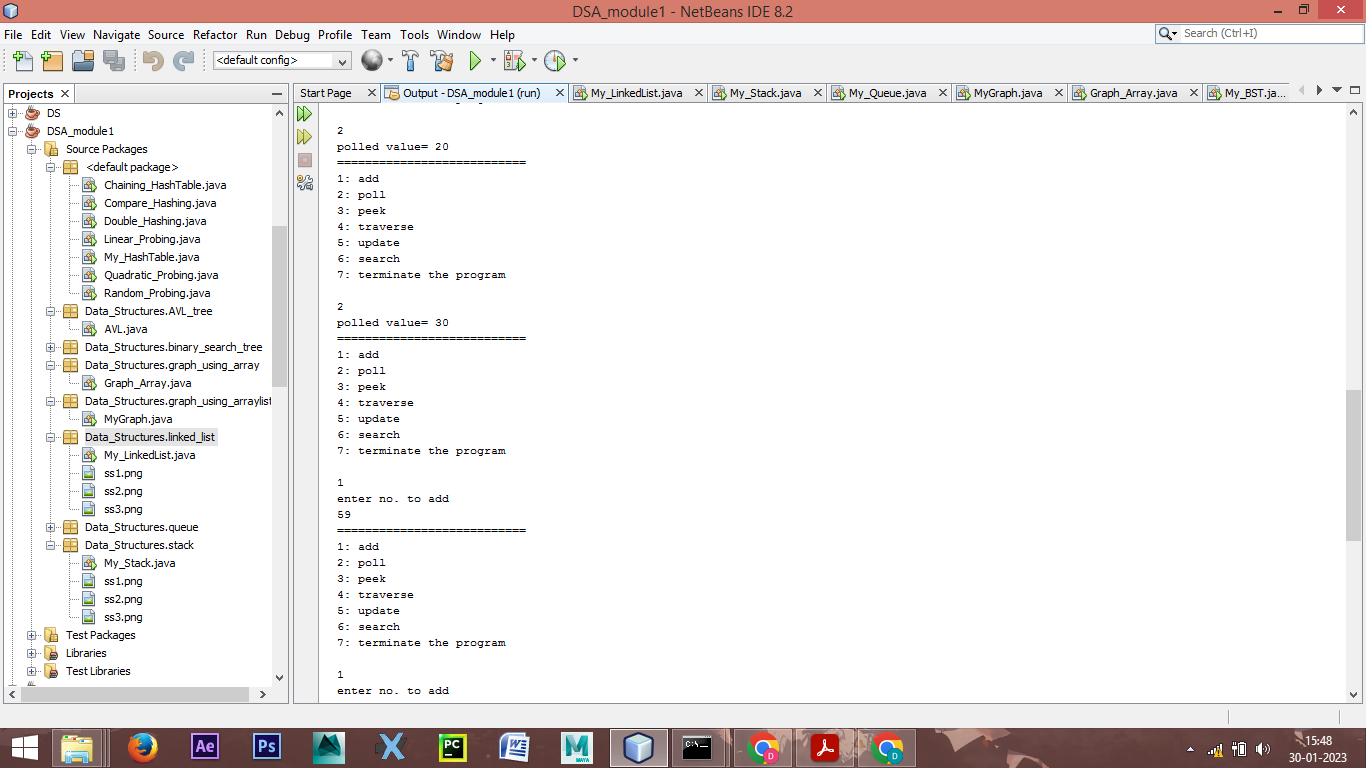 DSA_module1 - NetBeans IDE 8.2
File Edit View Navigate Source Refactor Run Debug Profile Team Tools Window Help
Search (Ctrl+I)
<default config>
Projects
DS
DSA_module1
Source Packages
<default package>
Chaining_HashTable.java
Compare_Hashing.java
Double_Hashing.java
Linear_Probing.java
My_HashTable.java
Quadratic_Probing.java
Random_Probing.java
Data_Structures.AVL_tree
AVL.java
Data_Structures.binary_search_tree
Data_Structures.graph_using_array
Graph_Array.java
Data_Structures.graph_using_arraylist
MyGraph.java
Data_Structures.linked_list
My_LinkedList.java
ss1.png
ss2.png
ss3.png
Data_Structures.queue
Data_Structures.stack
My_Stack.java
ss1.png
ss2.png
ss3.png
Test Packages
Libraries
Test Libraries
Start Page Output - DSA_module1 (run) My_LinkedList.java My_Stack.java My_Queue.java MyGraph.java Graph_Array.java My_BST.ja...
2
polled value= 20
===========================
1: add
2: poll
3: peek
4: traverse
5: update
6: search
7: terminate the program
2
polled value= 30
===========================
1: add
2: poll
3: peek
4: traverse
5: update
6: search
7: terminate the program
1
enter no. to add
59
===========================
1: add
2: poll
3: peek
4: traverse
5: update
6: search
7: terminate the program
1
enter no. to add
Ae
Ps
PC
W
M
MAYA
C:\
D
D
15:48
30-01-2023